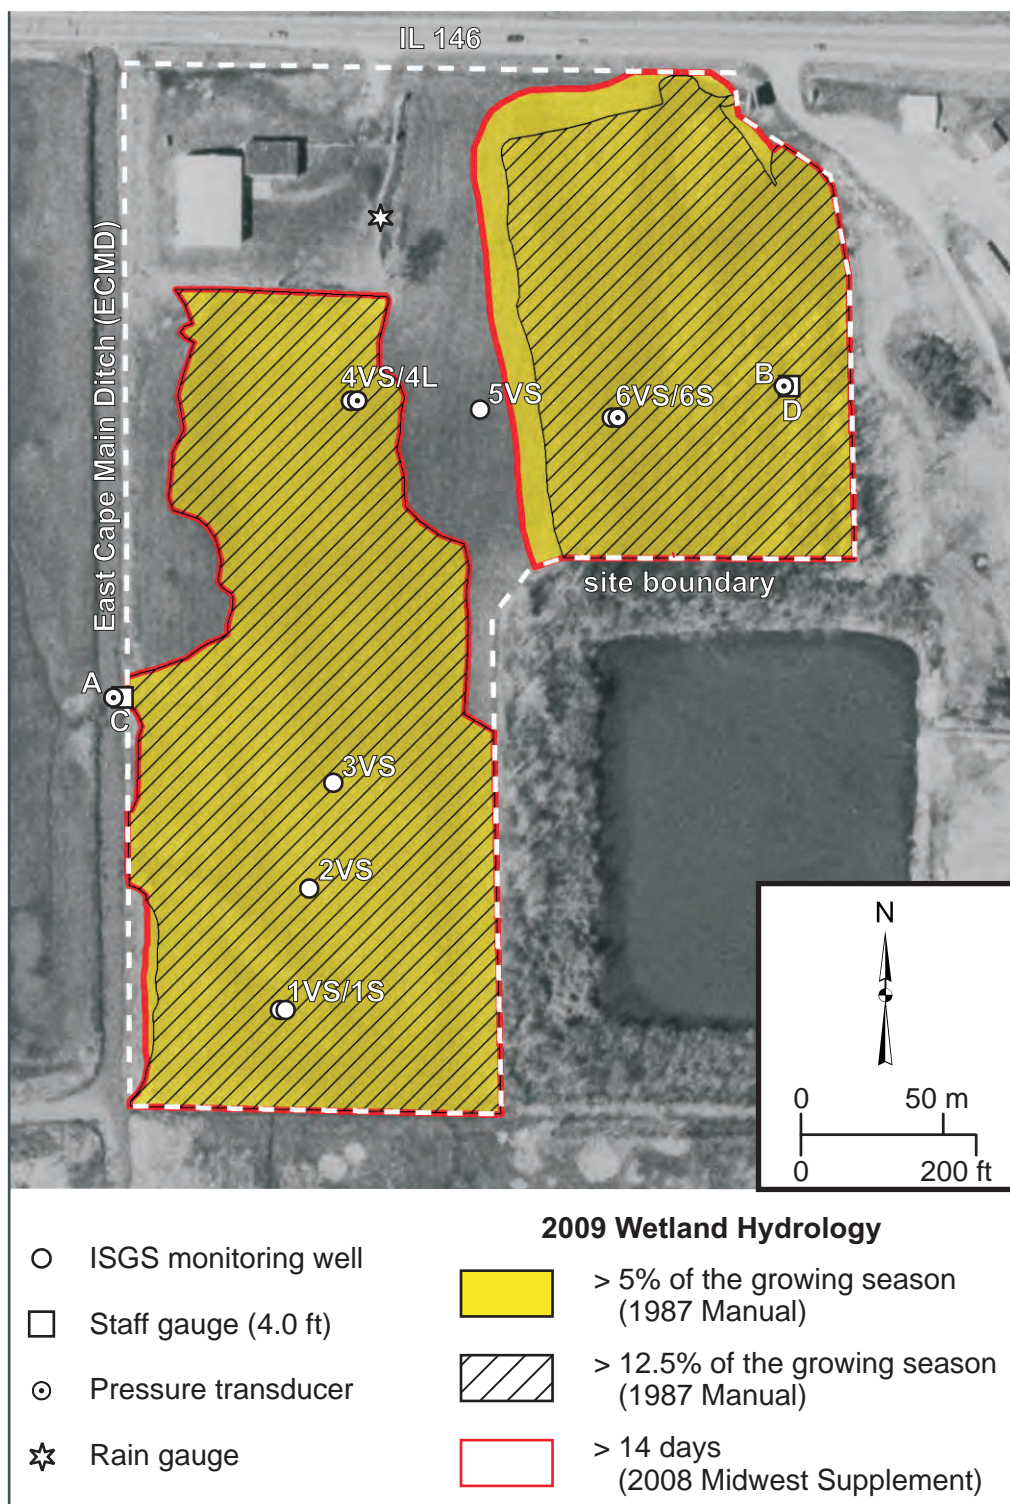 IL 146
East Cape Main Ditch (ECMD)
4VS/4L
5VS
6VS/6S
B
D
site boundary
A
C
3VS
2VS
1VS/1S
N
0 50 m
0 200 ft
2009 Wetland Hydrology
ISGS monitoring well
Staff gauge (4.0 ft)
Pressure transducer
Rain gauge
> 5% of the growing season
(1987 Manual)
> 12.5% of the growing season
(1987 Manual)
> 14 days
(2008 Midwest Supplement)